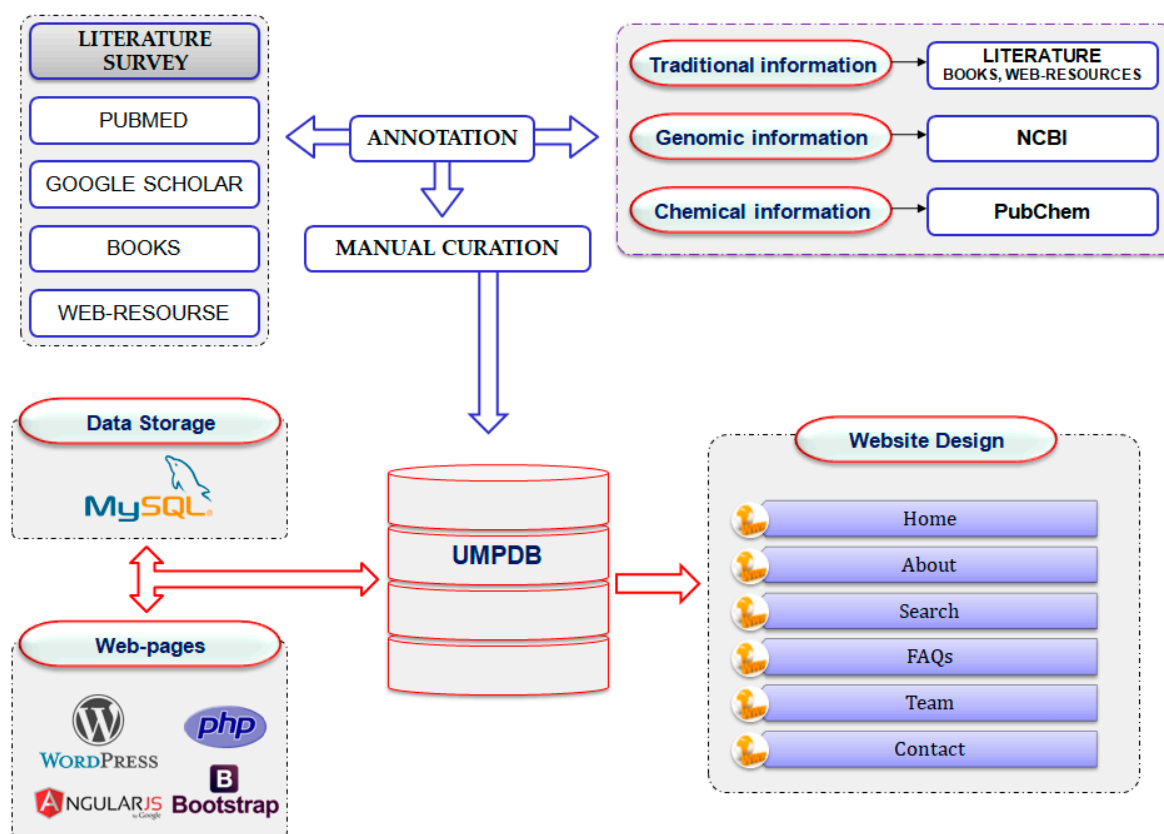 LITERATURE
SURVEY
PUBMED
GOOGLE SCHOLAR
BOOKS
WEB-RESOURSE
ANNOTATION
MANUAL CURATION
Traditional information
LITERATURE
BOOKS, WEB-RESOURCES
Genomic information
NCBI
Chemical information
PubChem
Data Storage
MySQL®
Web-pages
WORDPRESS
php
ANGULARJS
by Google
B
Bootstrap
UMPDB
Website Design
Home
About
Search
FAQs
Team
Contact